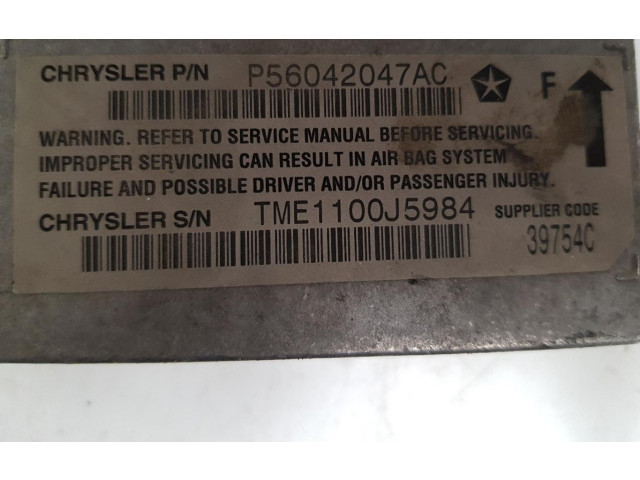 CHRYSLER P/N P56042047AC F
WARNING. REFER TO SERVICE MANUAL BEFORE SERVICING.
IMPROPER SERVICING CAN RESULT IN AIR BAG SYSTEM
FAILURE AND POSSIBLE DRIVER AND/OR PASSENGER INJURY.
CHRYSLER S/N TME1100J5984 SUPPLIER CODE
39754C